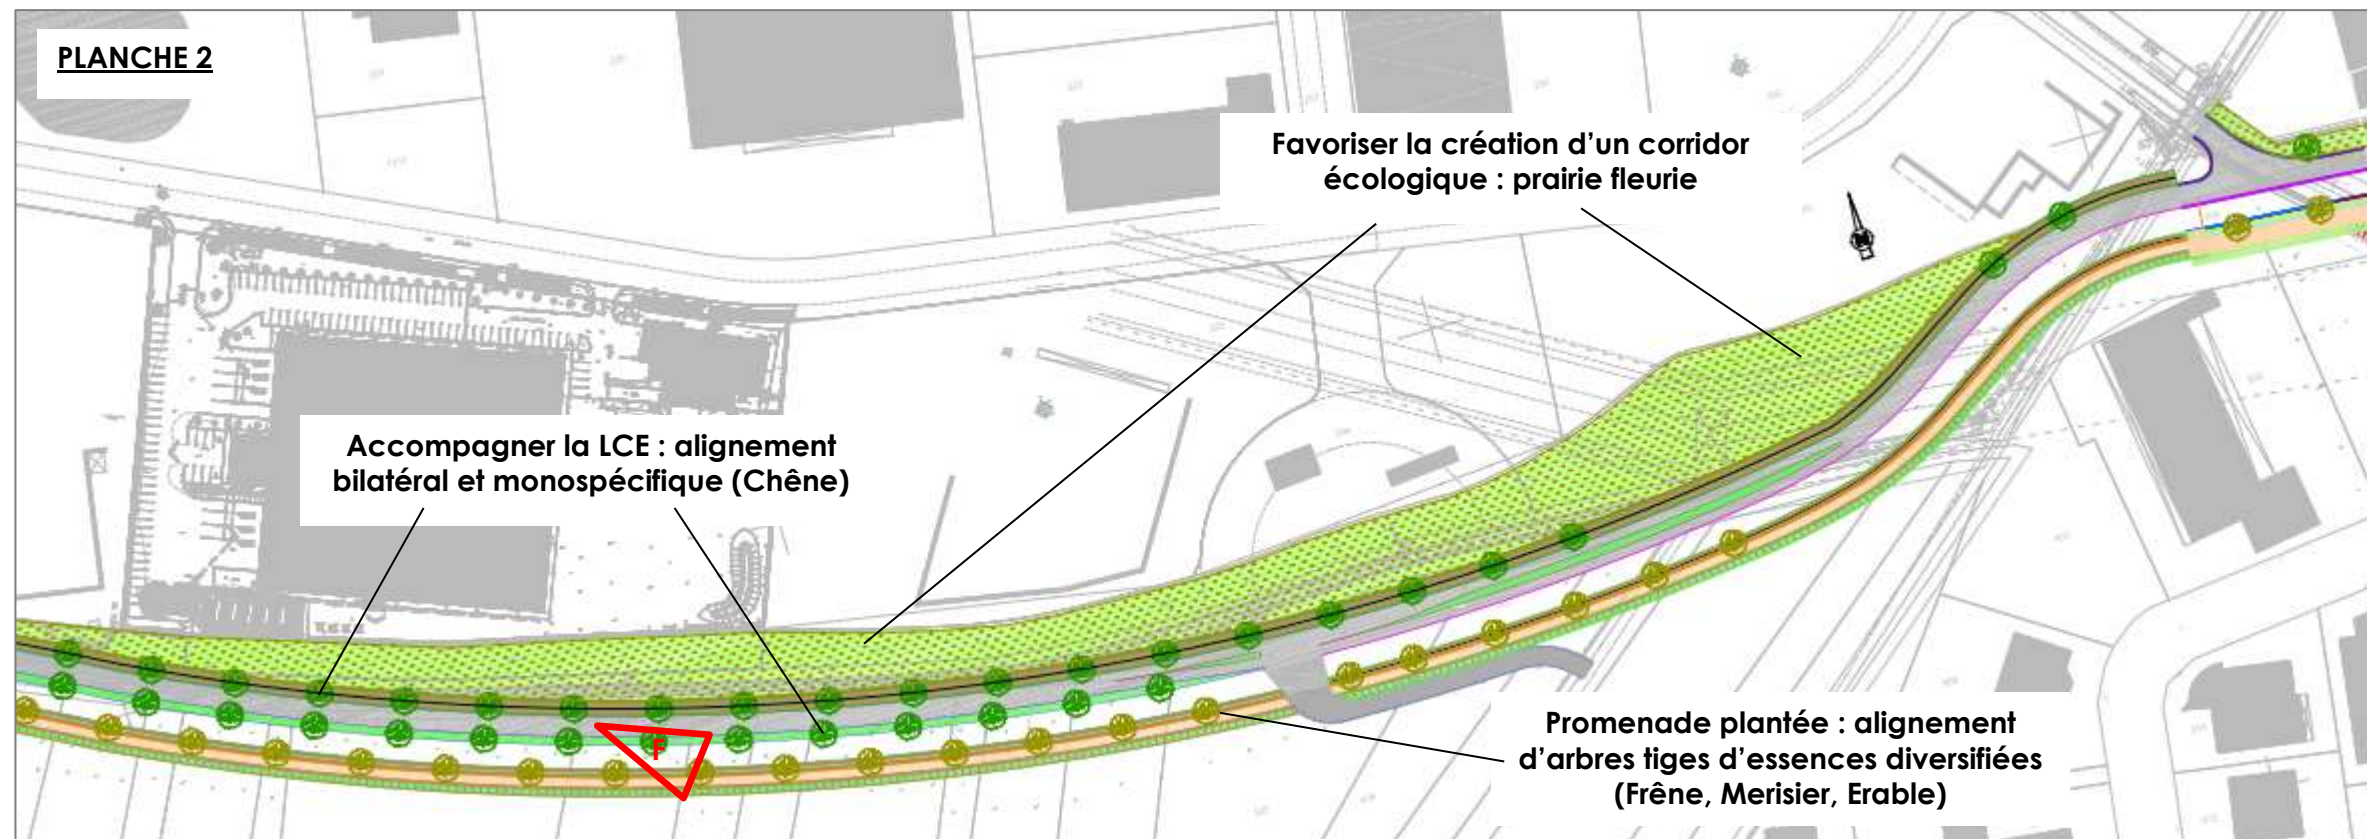 PLANCHE 2
Favoriser la création d'un corridor
écologique : prairie fleurie
Accompagner la LCE : alignement
bilatéral et monospécifique (Chêne)
F
Promenade plantée : alignement
d'arbres tiges d'essences diversifiées
(Frêne, Merisier, Erable)